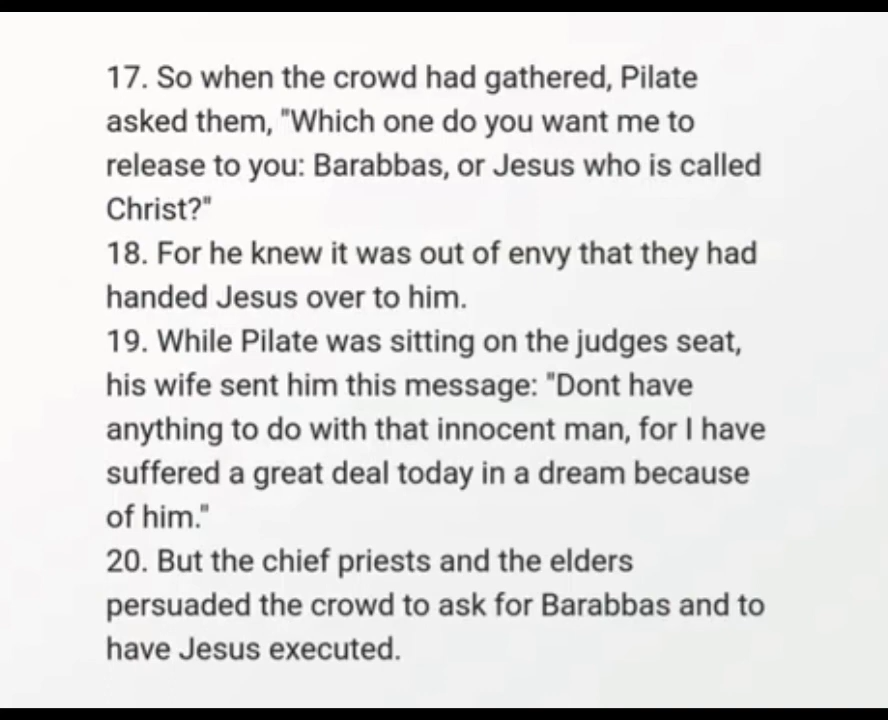 17. So when the crowd had gathered, Pilate
asked them, "Which one do you want me to
release to you: Barabbas, or Jesus who is called
Christ?"
18. For he knew it was out of envy that they had
handed Jesus over to him.
19. While Pilate was sitting on the judges seat,
his wife sent him this message: "Dont have
anything to do with that innocent man, for I have
suffered a great deal today in a dream because
of him."
20. But the chief priests and the elders
persuaded the crowd to ask for Barabbas and to
have Jesus executed.